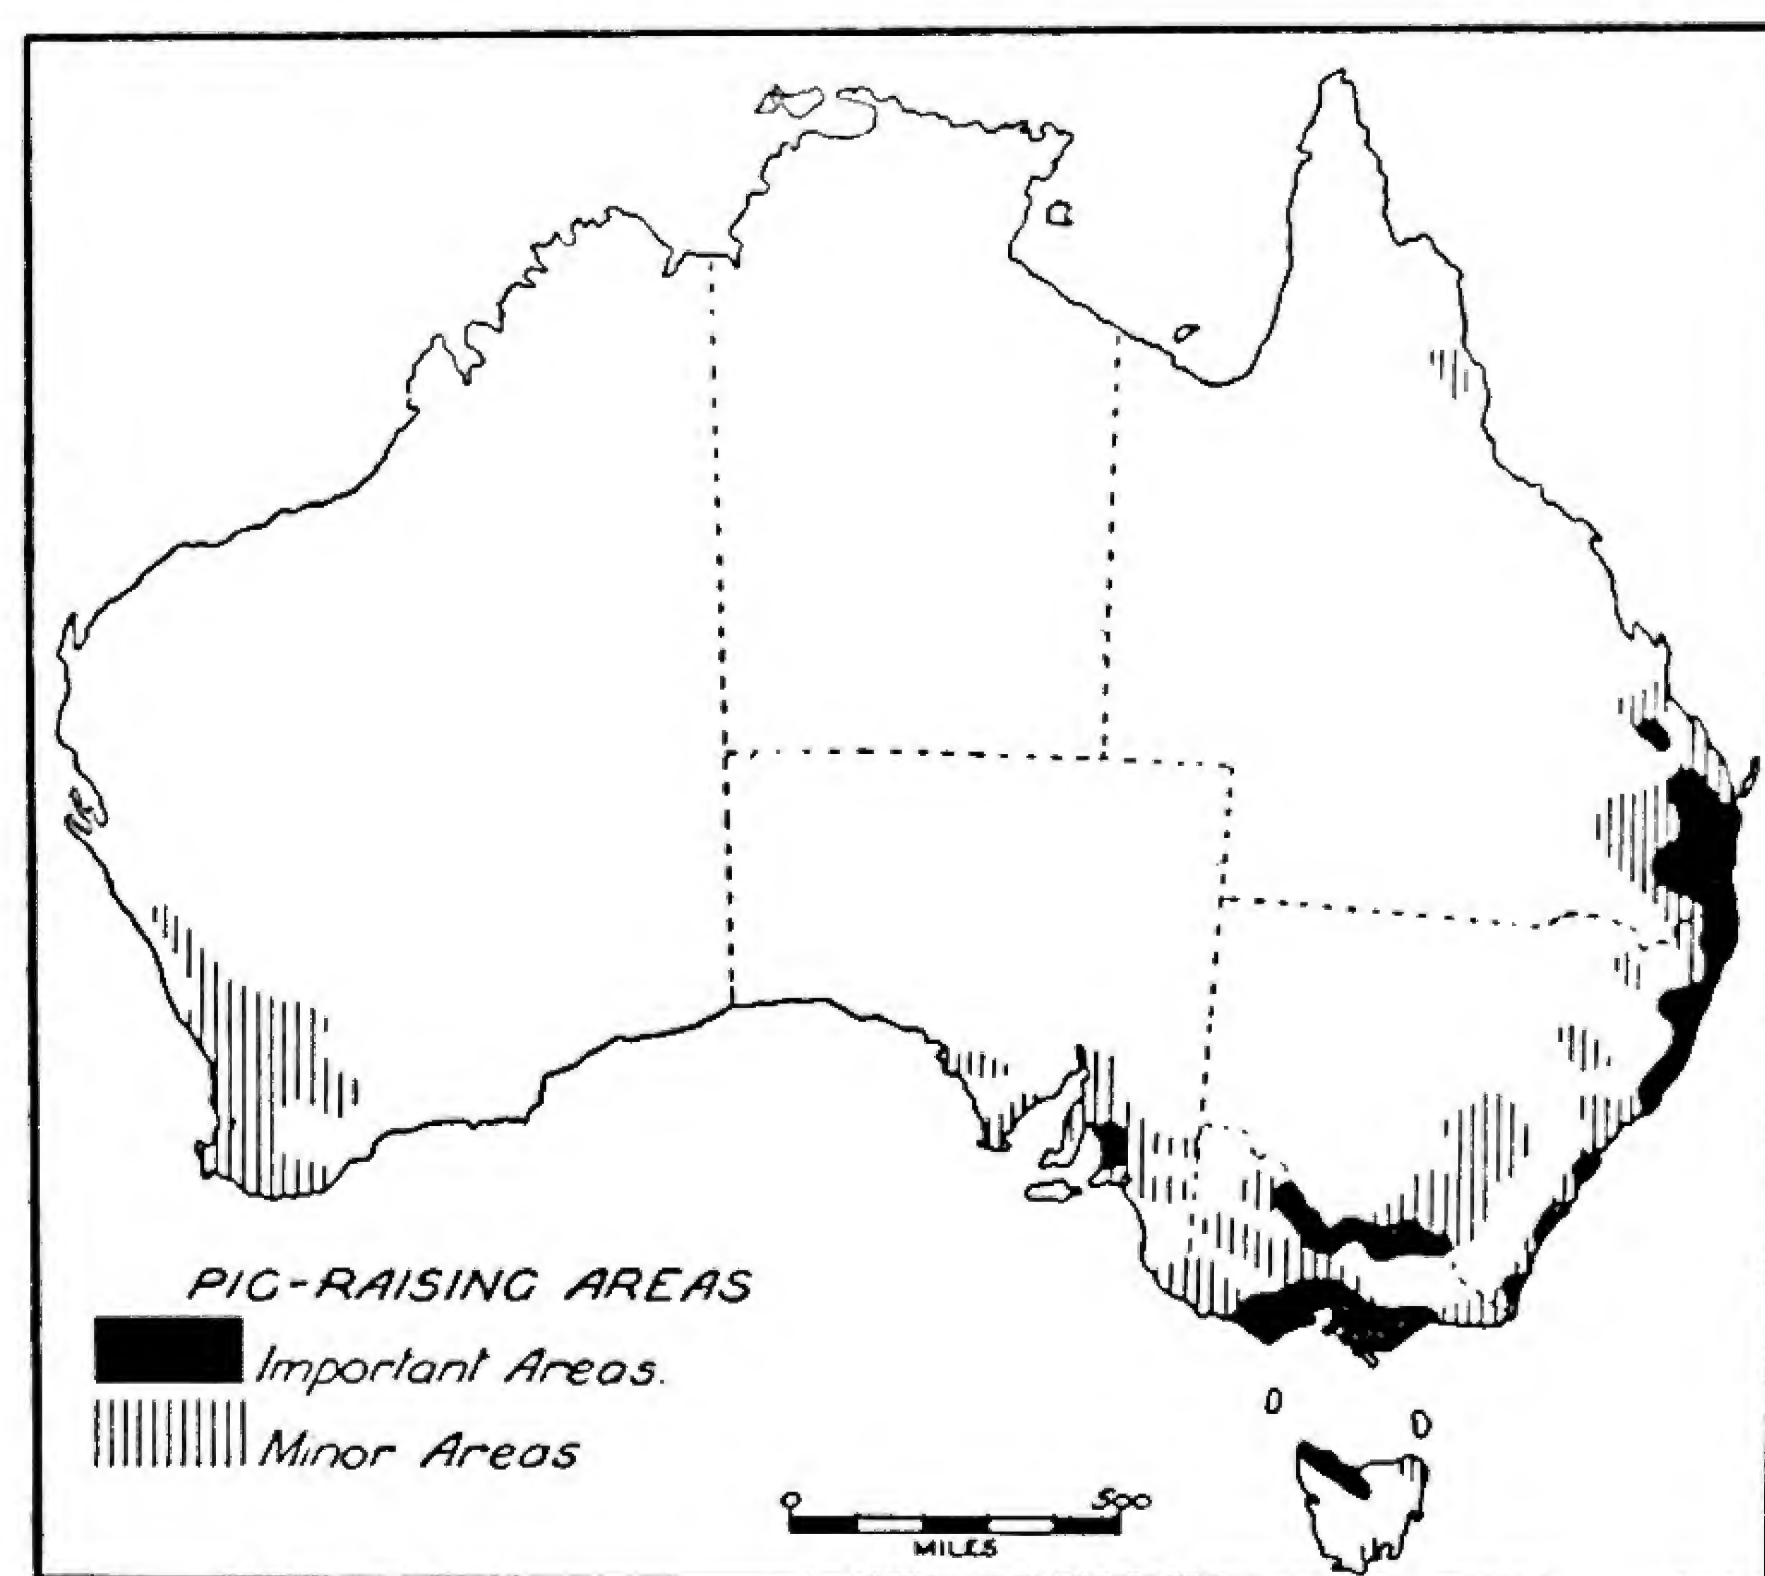 PIG-RAISING AREAS
Important Areas.
Minor Areas
0 500
MILES